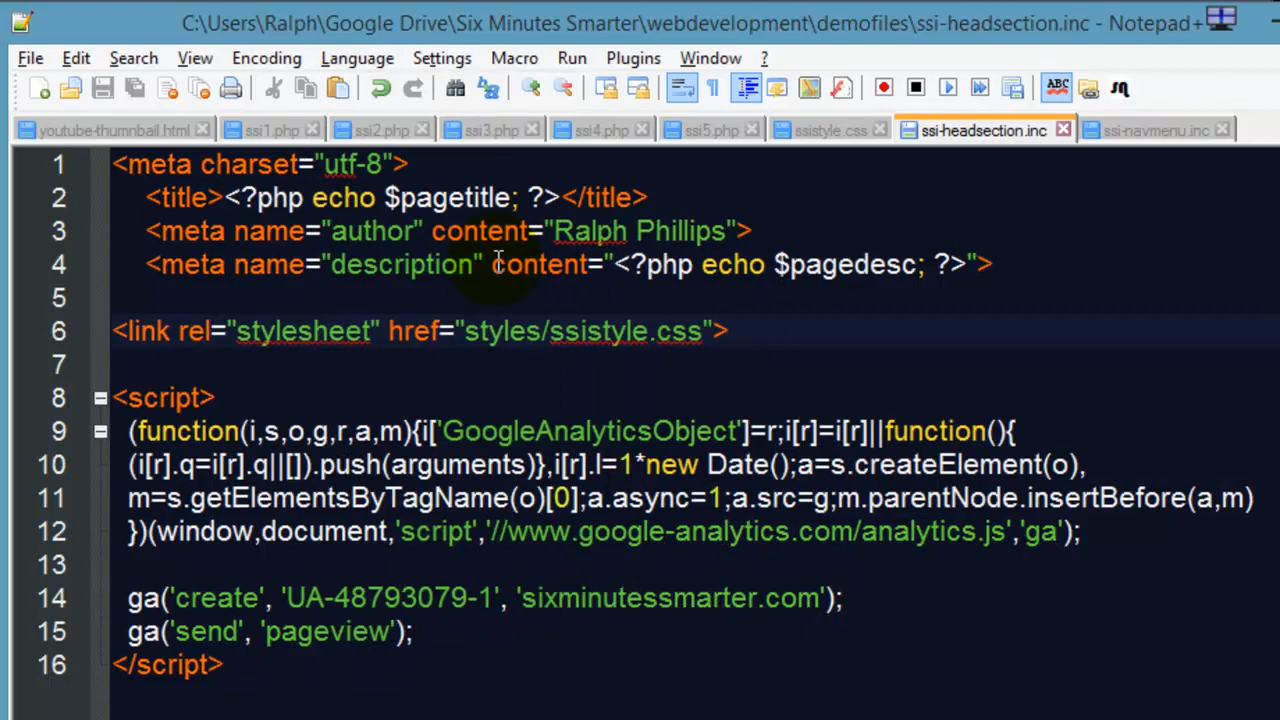 C:\Users\Ralph\Google Drive\Six Minutes Smarter\webdevelopment\demofiles\ssi-headsection.inc - Notepad+
File Edit Search View Encoding Language Settings Macro Run Plugins Window ?
ABC
youtube-thumnbail.html ssi1.php ssi2.php ssi3.php ssi4.php ssi5.php ssistyle.css ssi-headsection.inc ssi-navmenu.inc
1 <meta charset="utf-8">
2 <title><?php echo $pagetitle; ?></title>
3 <meta name="author" content="Ralph Phillips">
4 <meta name="description" content="<?php echo $pagedesc; ?>">
5
6 <link rel="stylesheet" href="styles/ssistyle.css">
7
8 <script>
9 (function(i,s,o,g,r,a,m){i['GoogleAnalyticsObject']=r;i[r]=i[r]||function(){
10 (i[r].q=i[r].q||[]).push(arguments)},i[r].l=1*new Date();a=s.createElement(o),
11 m=s.getElementsByTagName(o)[0];a.async=1;a.src=g;m.parentNode.insertBefore(a,m)
12 })(window,document,'script','//www.google-analytics.com/analytics.js','ga');
13
14 ga('create', 'UA-48793079-1', 'sixminutessmarter.com');
15 ga('send', 'pageview');
16 </script>